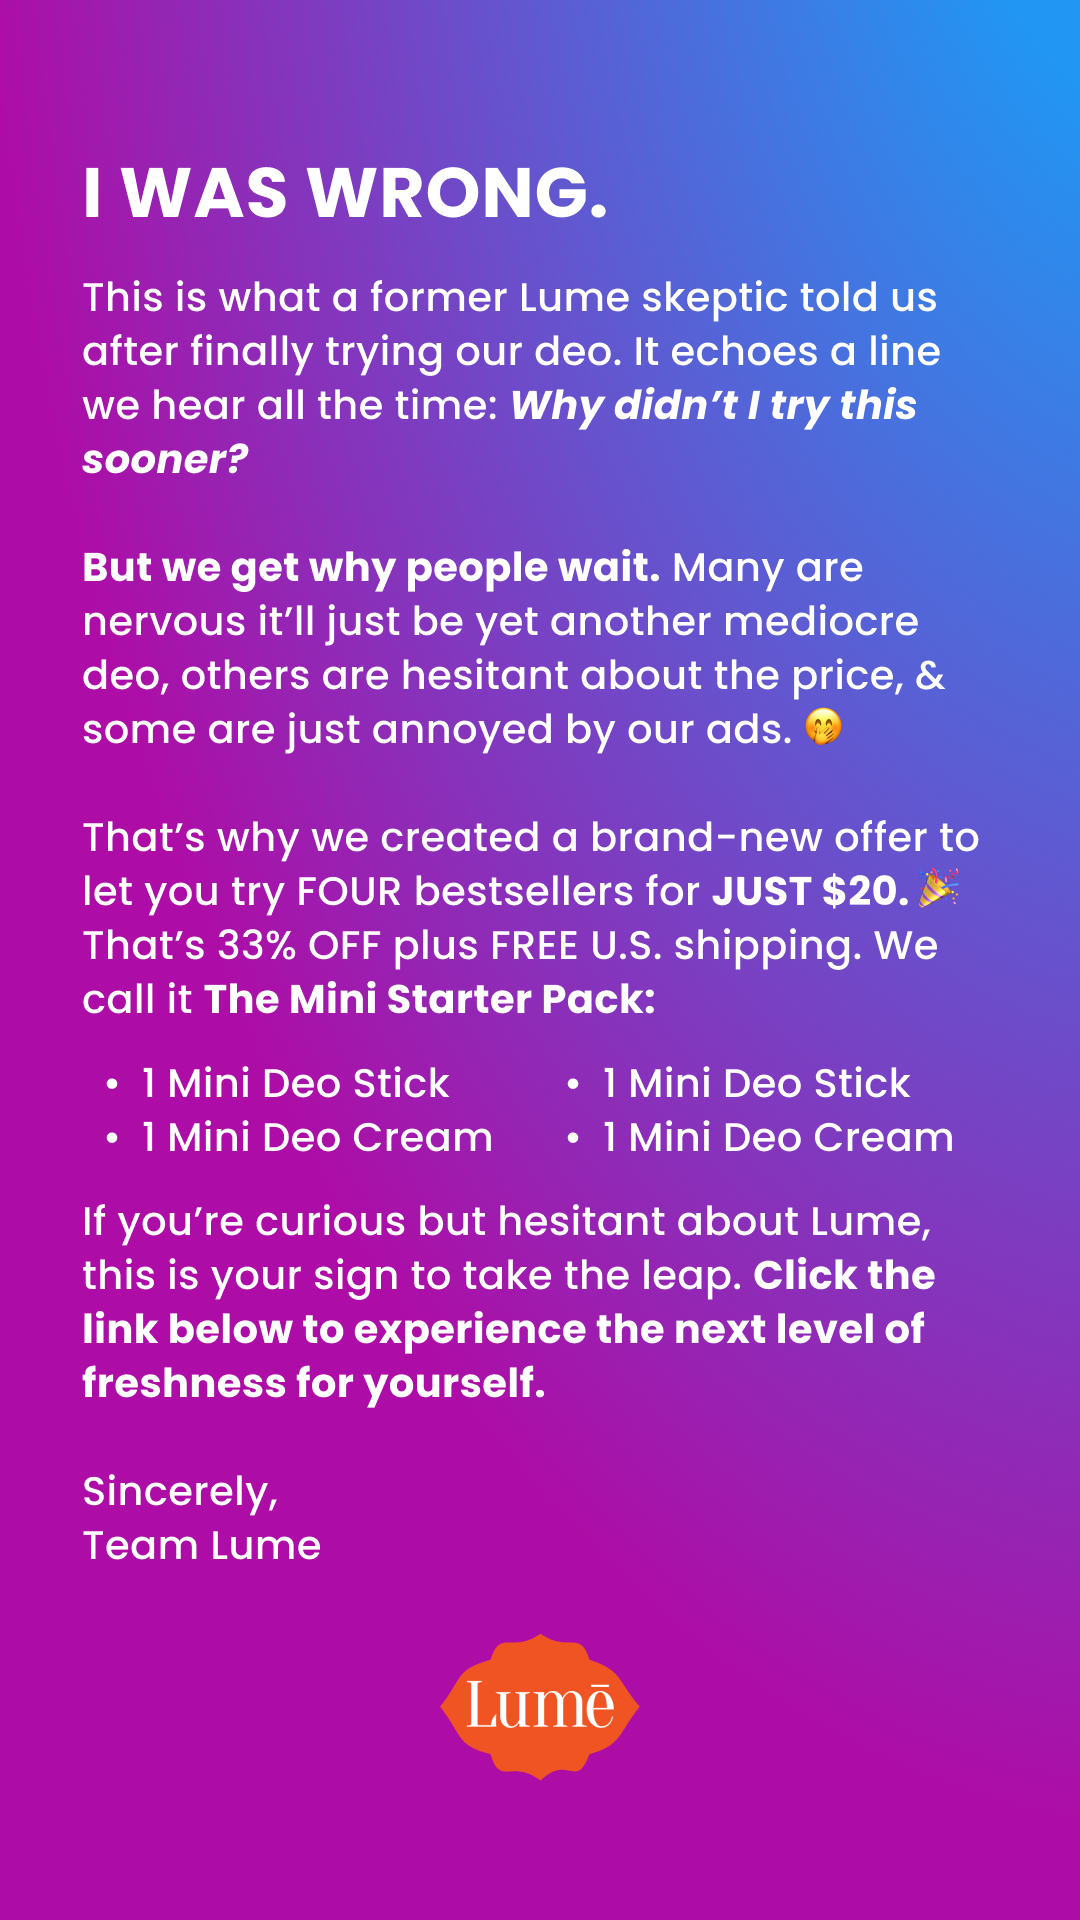 I WAS WRONG.
This is what a former Lume skeptic told us
after finally trying our deo. It echoes a line
we hear all the time: Why didn’t I try this
sooner?
But we get why people wait. Many are
nervous it’ll just be yet another mediocre
deo, others are hesitant about the price, &
some are just annoyed by our ads. 🤭
That’s why we created a brand-new offer to
let you try FOUR bestsellers for JUST $20. 🎉
That’s 33% OFF plus FREE U.S. shipping. We
call it The Mini Starter Pack:
• 1 Mini Deo Stick
• 1 Mini Deo Cream
• 1 Mini Deo Stick
• 1 Mini Deo Cream
If you’re curious but hesitant about Lume,
this is your sign to take the leap. Click the
link below to experience the next level of
freshness for yourself.
Sincerely,
Team Lume
Lumē